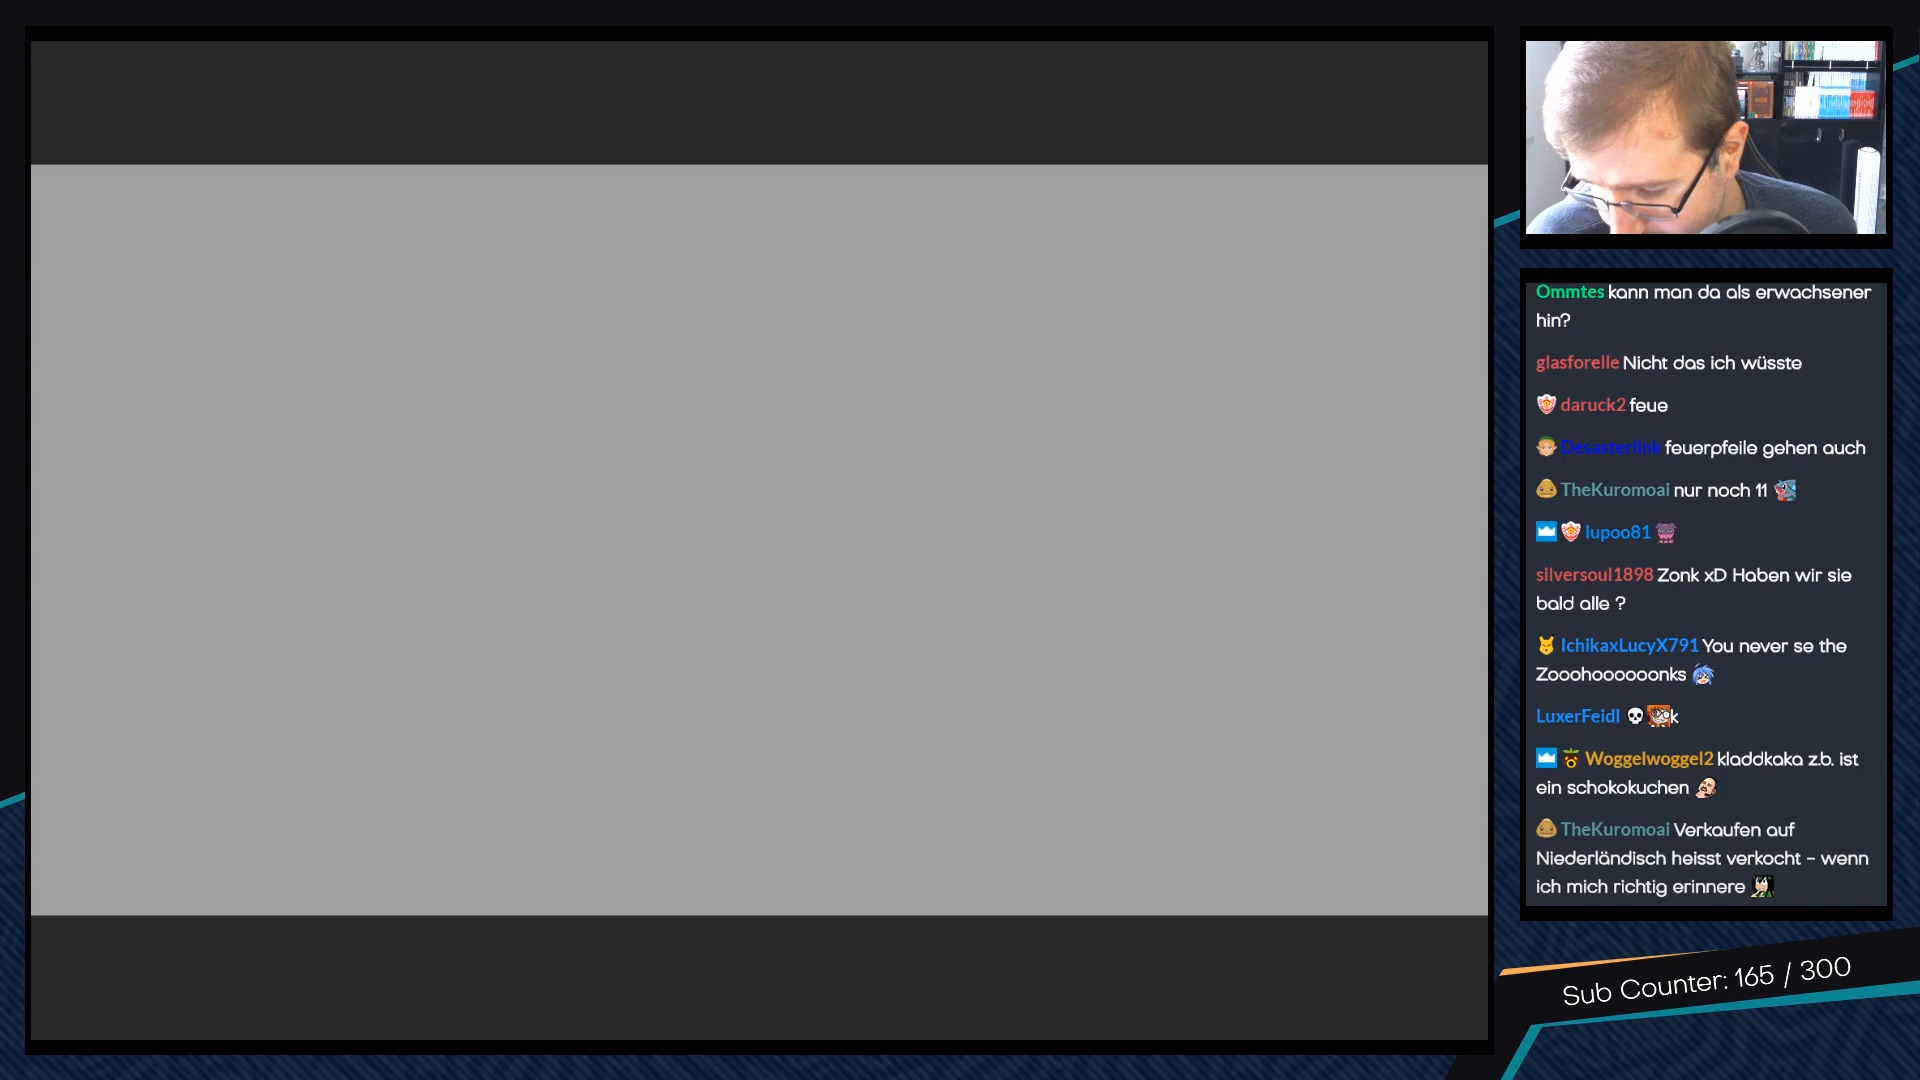 Ommtes kann man da als erwachsener
hin?
glasforelle Nicht das ich wüsste
daruck2 feue
Desasterlink feuerpfeile gehen auch
TheKuromoai nur noch 11
lupoo81
silversoul1898 Zonk xD Haben wir sie
bald alle ?
IchikaxLucyX791 You never se the
Zooohoooooonks
LuxerFeidl k
Woggelwoggel2 kladdkaka z.b. ist
ein schokokuchen
TheKuromoai Verkaufen auf
Niederländisch heisst verkocht - wenn
ich mich richtig erinnere
Sub Counter: 165 / 300